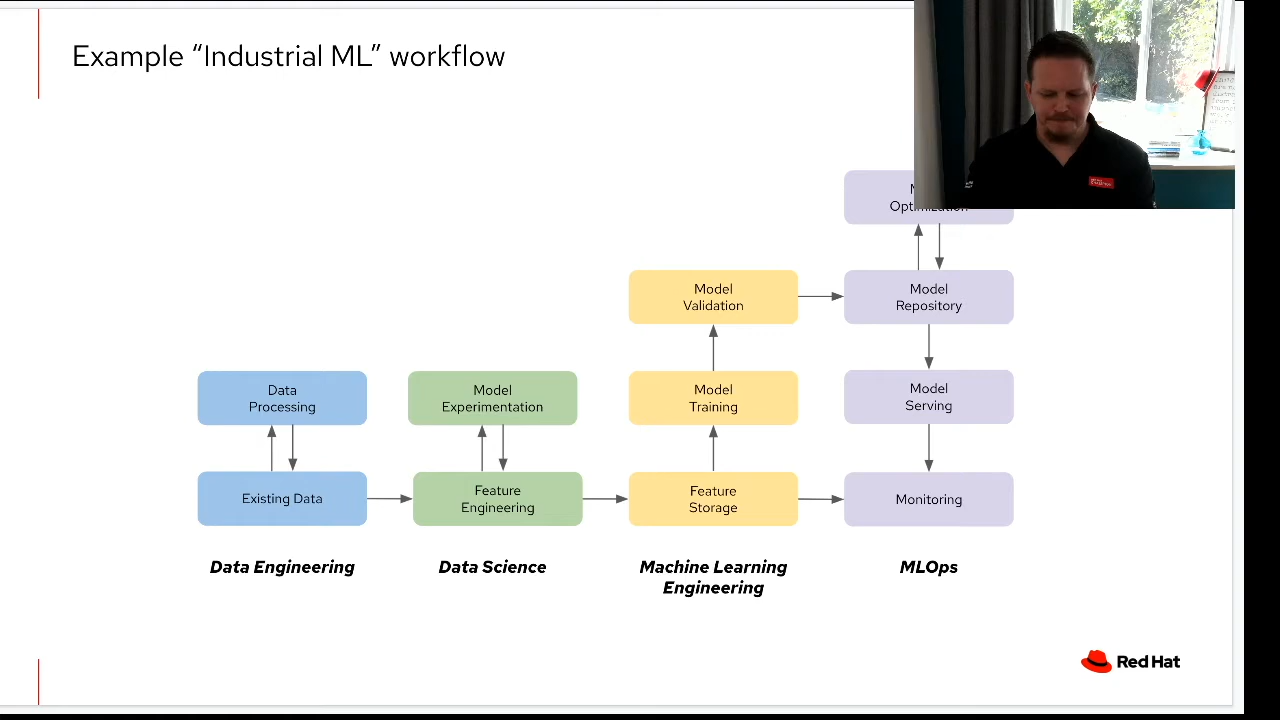 Example “Industrial ML” workflow
Optimization
Model
Validation
Model
Repository
Data
Processing
Model
Experimentation
Model
Training
Model
Serving
Existing Data
Feature
Engineering
Feature
Storage
Monitoring
Data Engineering
Data Science
Machine Learning
Engineering
MLOps
Red Hat